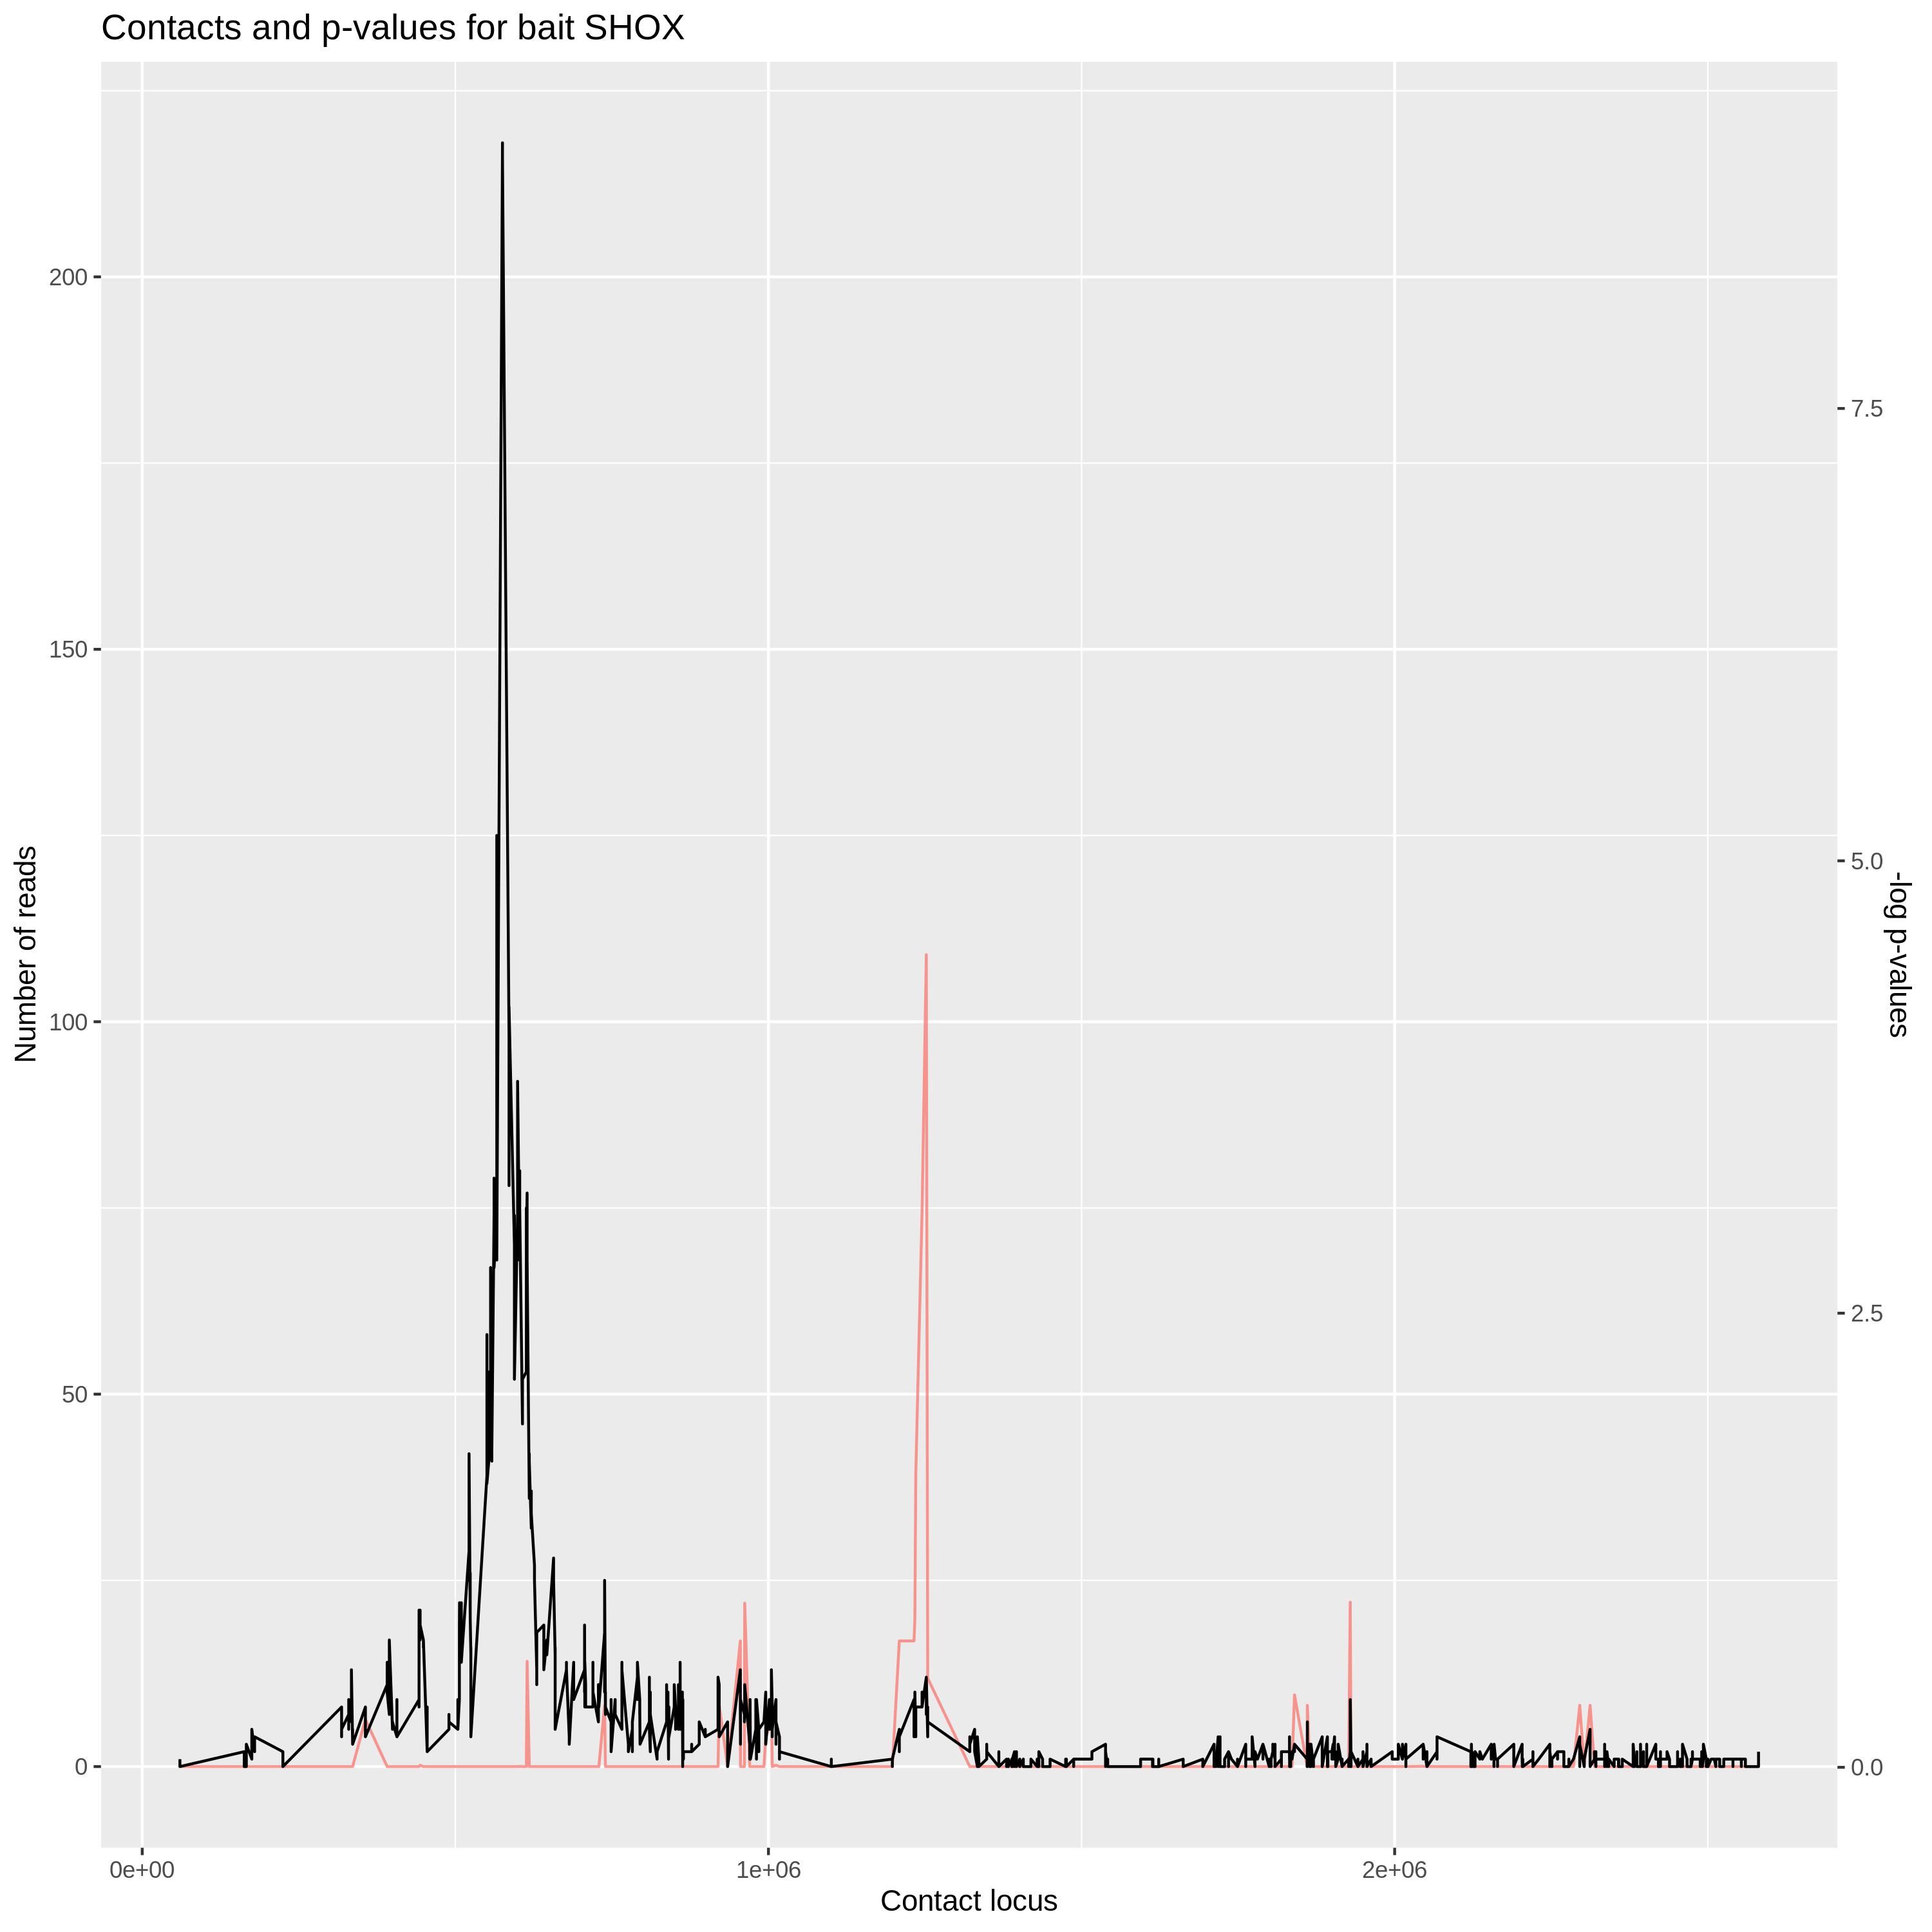 Contacts and p-values for bait SHOX
200
150
100
50
0
Number of reads
7.5
5.0
2.5
0.0
-log p-values
0e+00
1e+06
2e+06
Contact locus